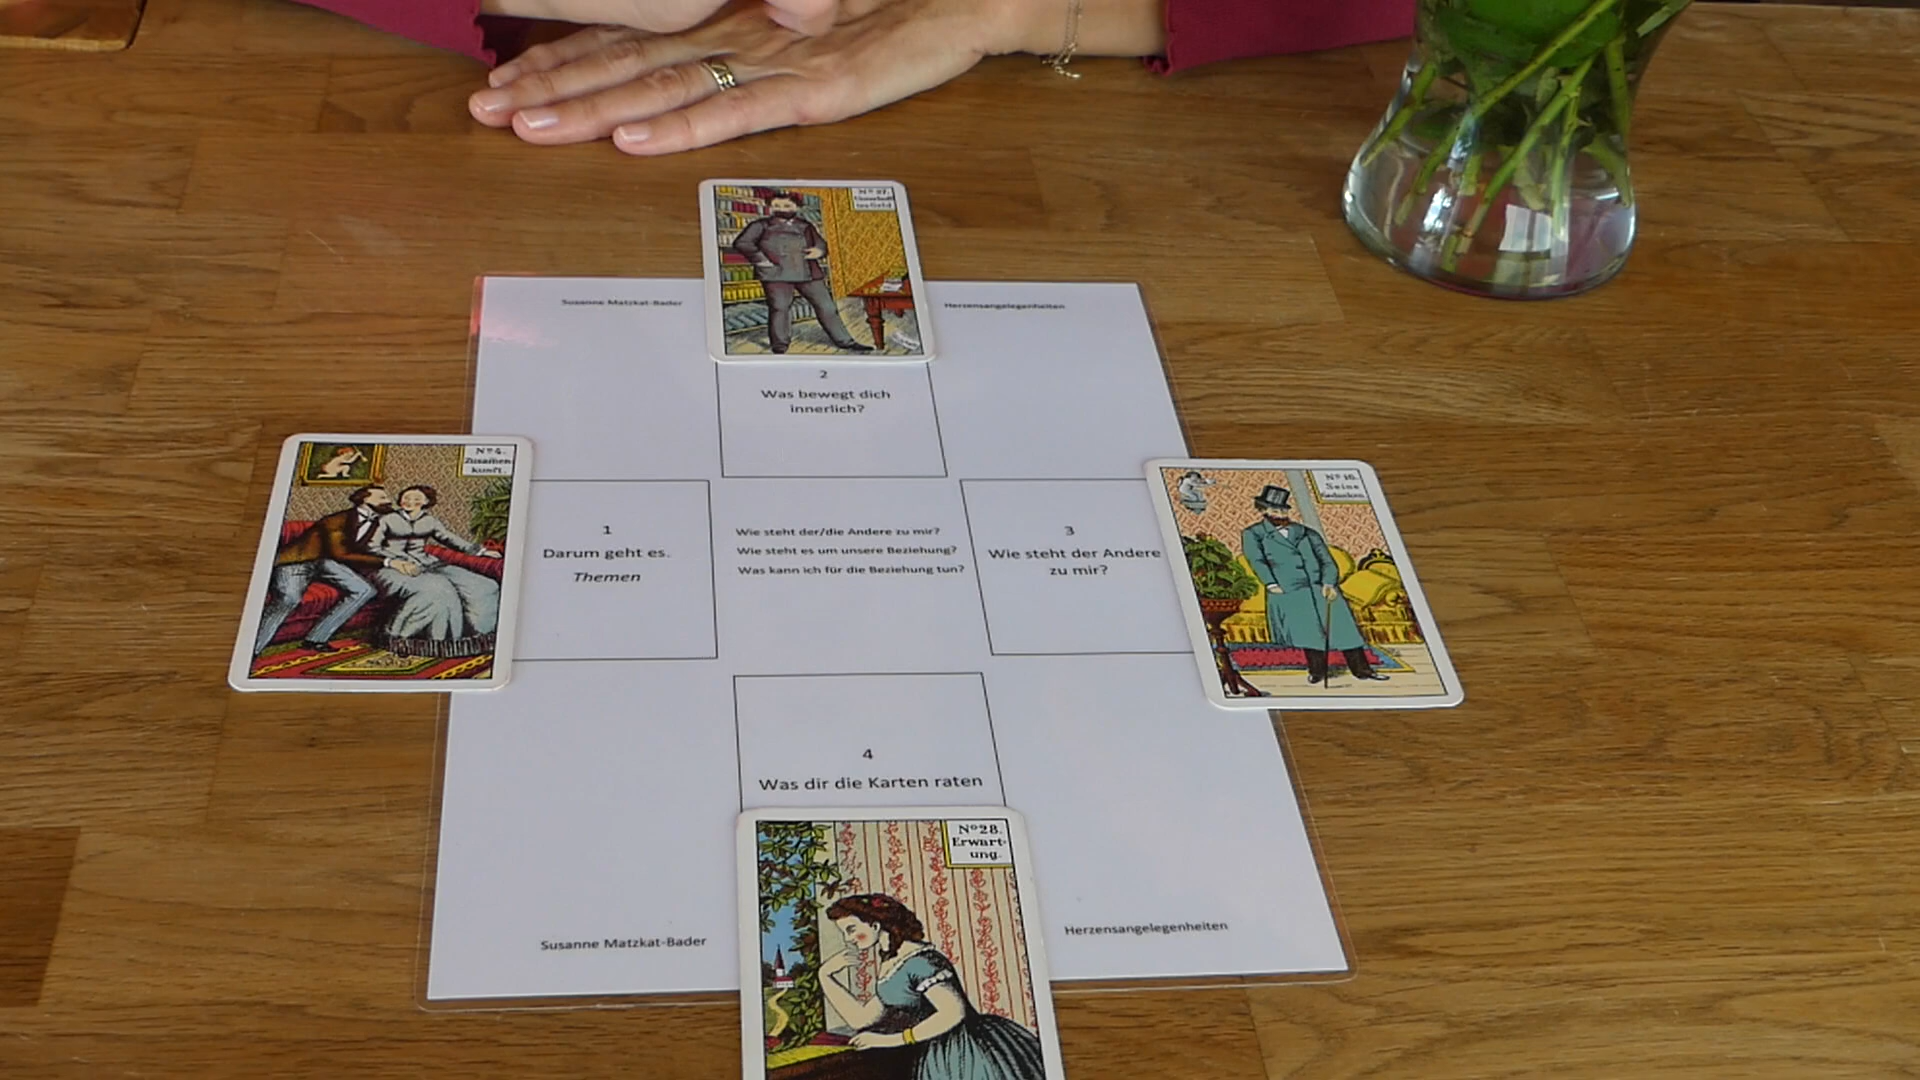 Susanne Matzkat-Bader
Herzensangelegenheiten
2
Was bewegt dich
innerlich?
Nº 4.
Zusamen-
kunft.
1
Darum geht es.
Themen
Wie steht der/die Andere zu mir?
Wie steht es um unsere Beziehung?
Was kann ich für die Beziehung tun?
3
Wie steht der Andere
zu mir?
Nº 16.
Seine
Gedanken
4
Was dir die Karten raten
Nº 28.
Erwart-
ung.
Susanne Matzkat-Bader
Herzensangelegenheiten